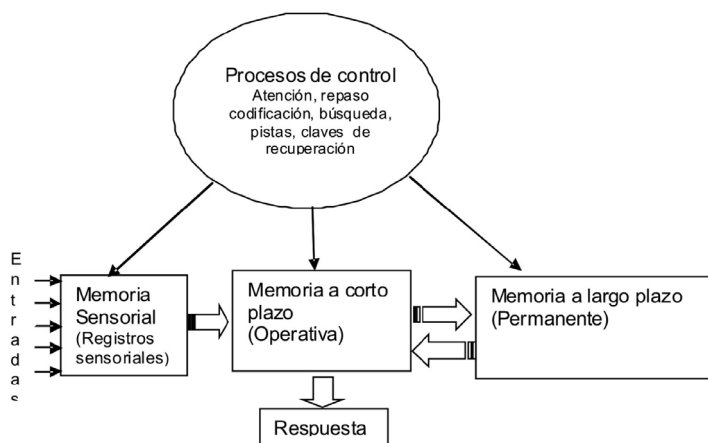 Procesos de control
Atención, repaso
codificación, búsqueda,
pistas, claves de
recuperación
Entradas
Memoria
Sensorial
(Registros
sensoriales)
Memoria a corto
plazo
(Operativa)
Memoria a largo plazo
(Permanente)
Respuesta